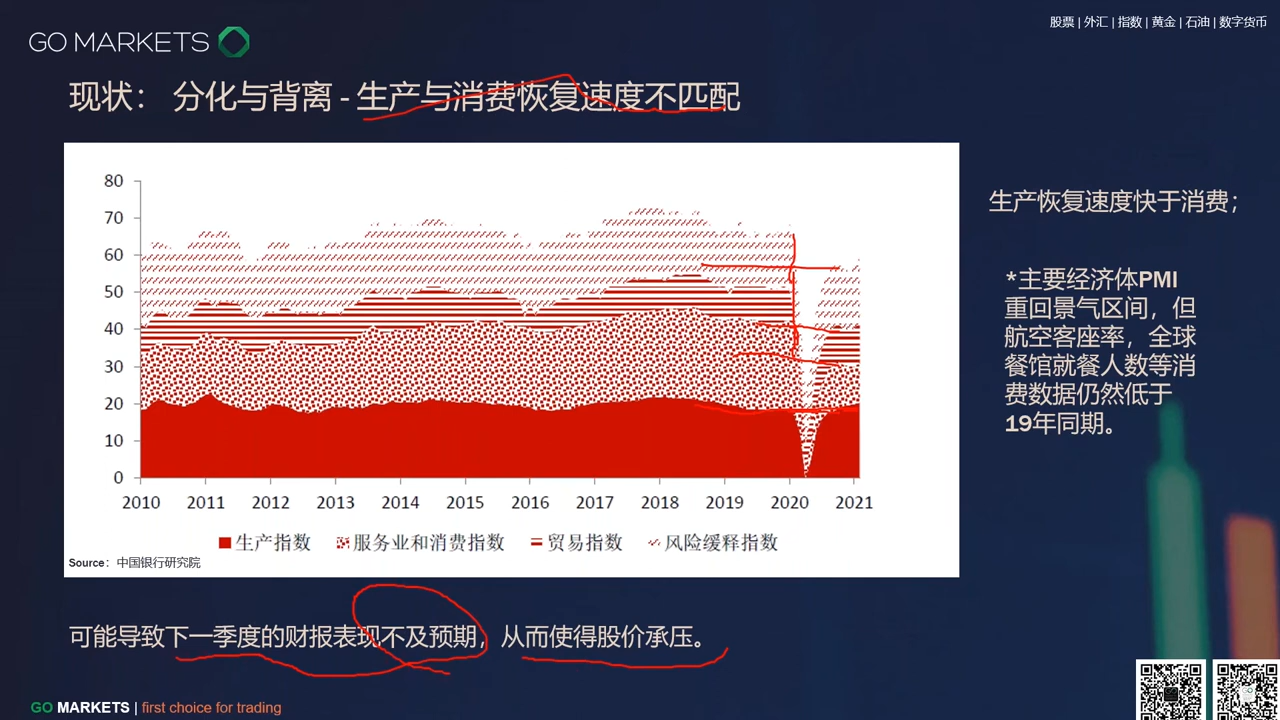 股票 | 外汇 | 指数 | 黄金 | 石油 | 数字货币
GO MARKETS
现状： 分化与背离 - 生产与消费恢复速度不匹配
80
70
60
50
40
30
20
10
0
2010 2011 2012 2013 2014 2015 2016 2017 2018 2019 2020 2021
生产指数 服务业和消费指数 贸易指数 风险缓释指数
Source：中国银行研究院
生产恢复速度快于消费；
*主要经济体PMI
重回景气区间，但
航空客座率，全球
餐馆就餐人数等消
费数据仍然低于
19年同期。
可能导致下一季度的财报表现不及预期，从而使得股价承压。
GO MARKETS | first choice for trading